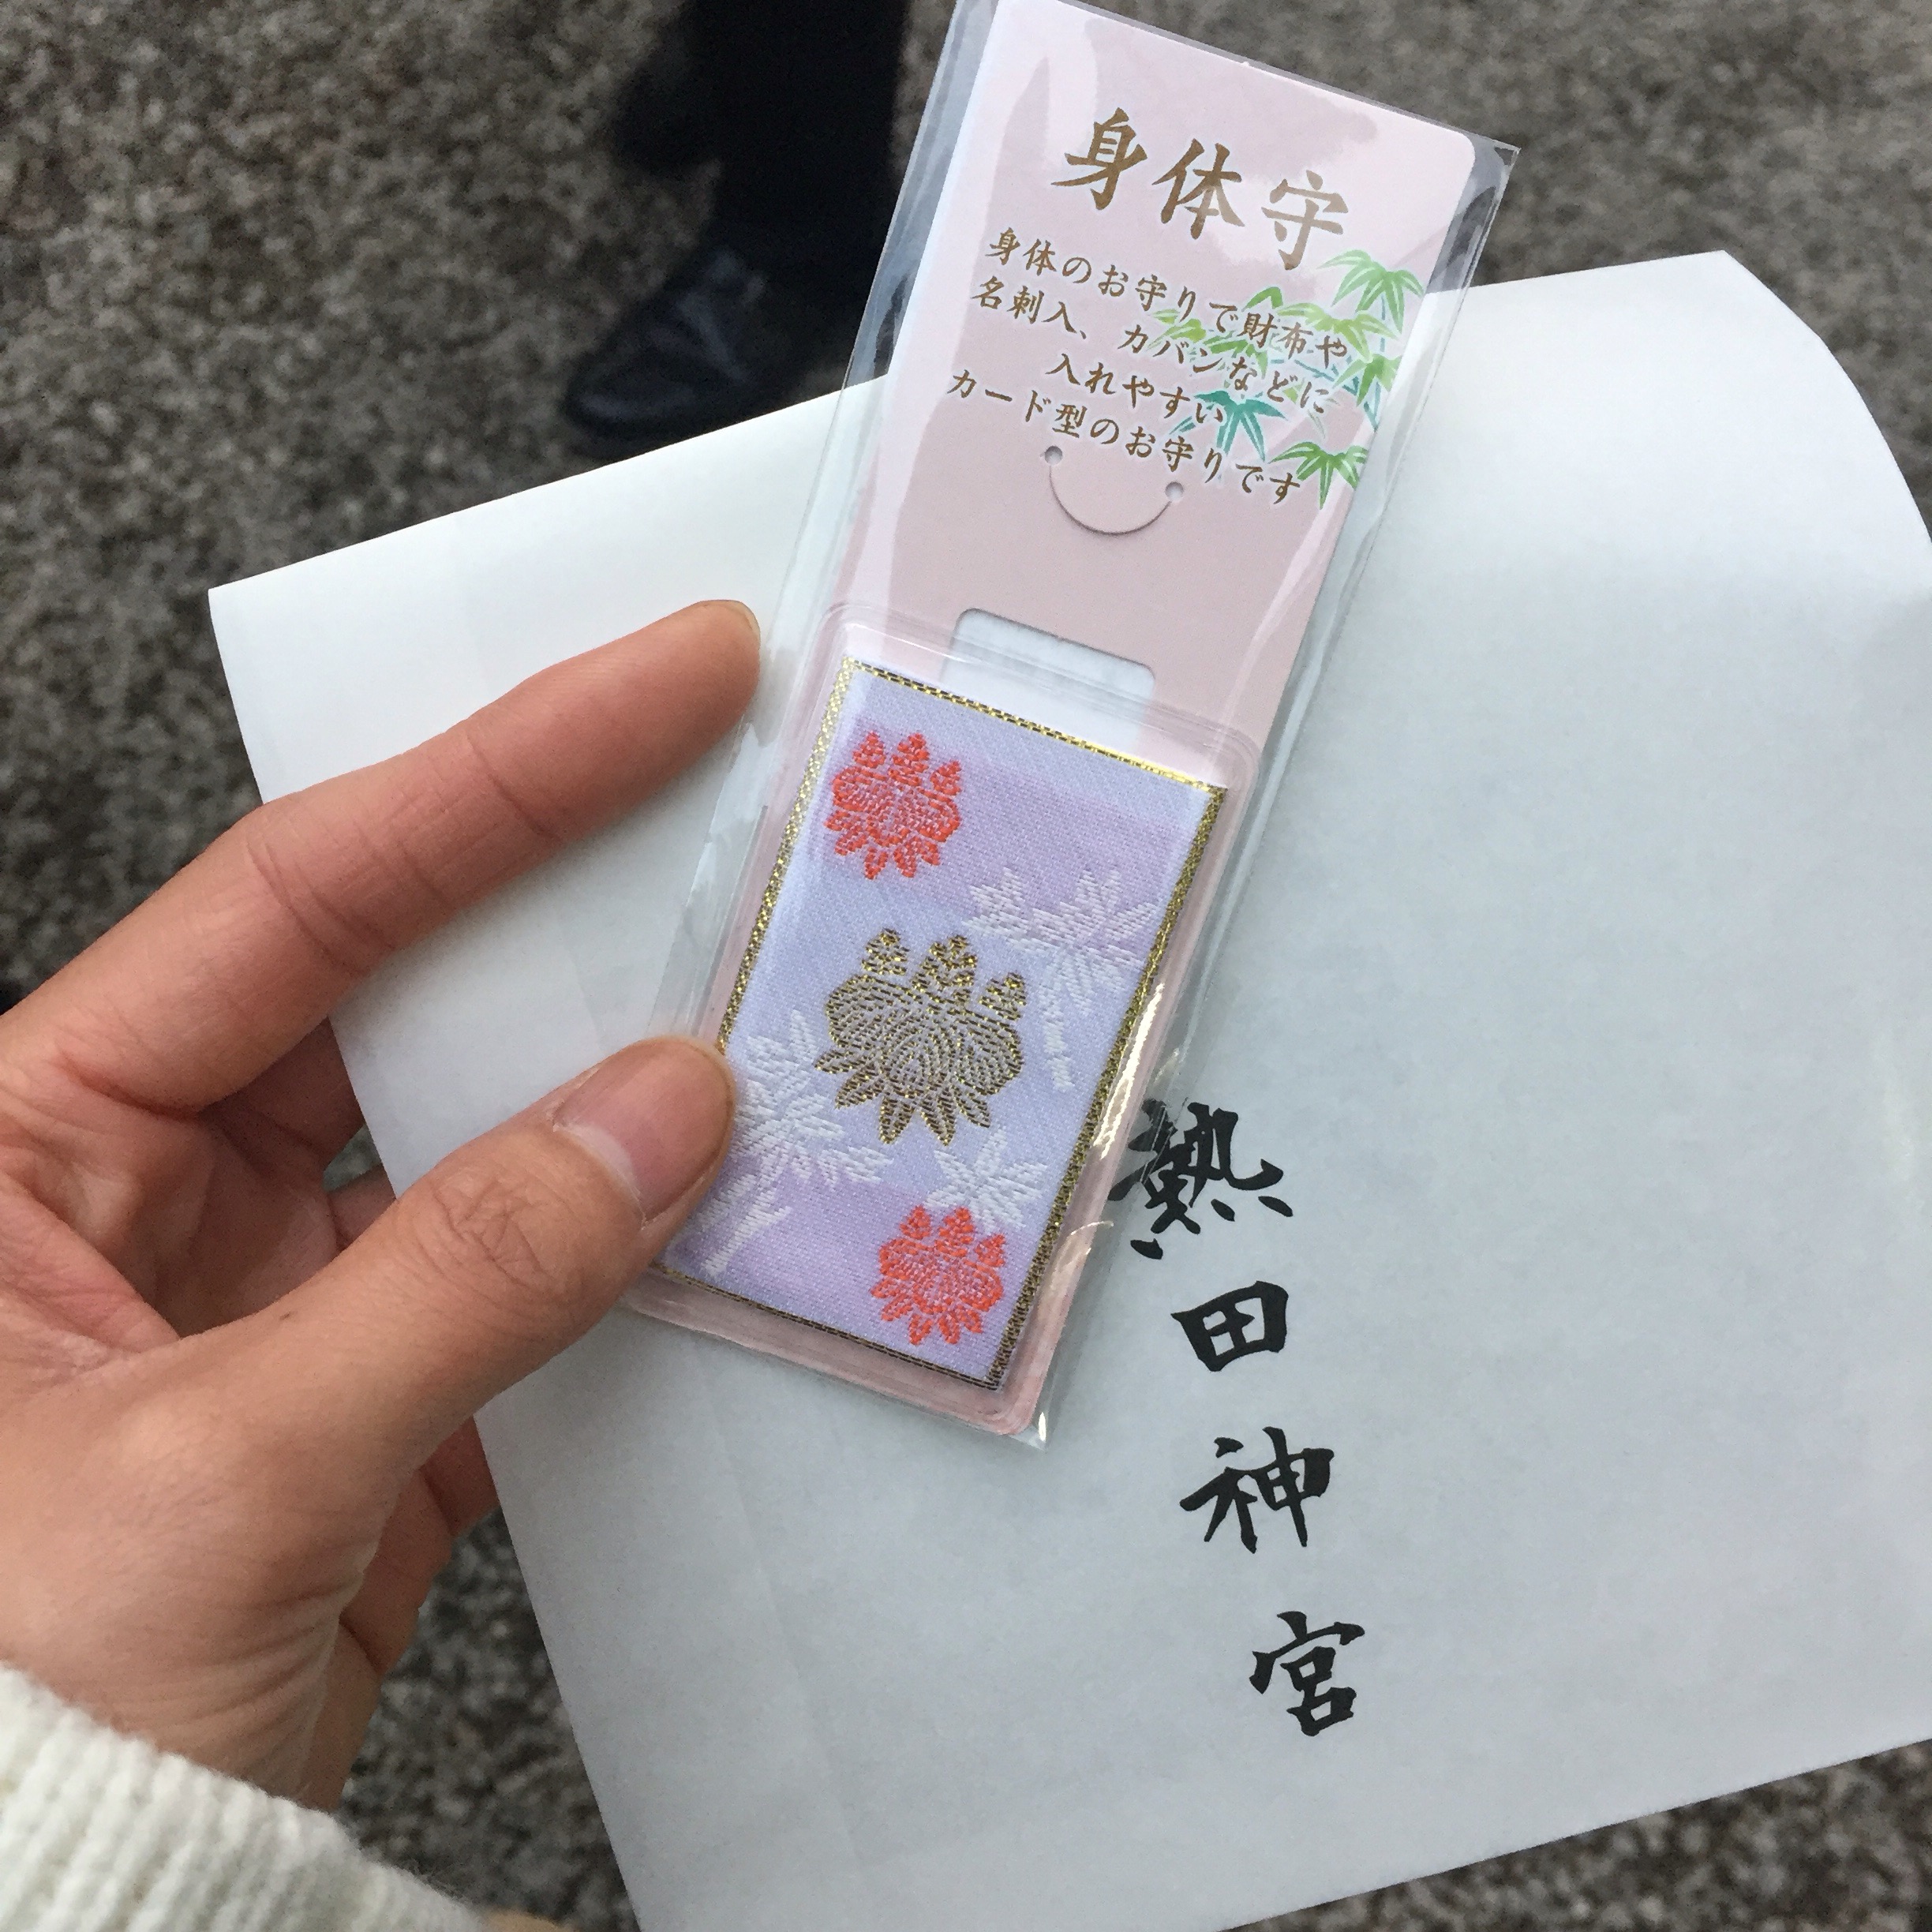 身体守
身体のお守りで財布や
名刺入、カバンなどに
入れやすい
カード型のお守りです
熱田神宮